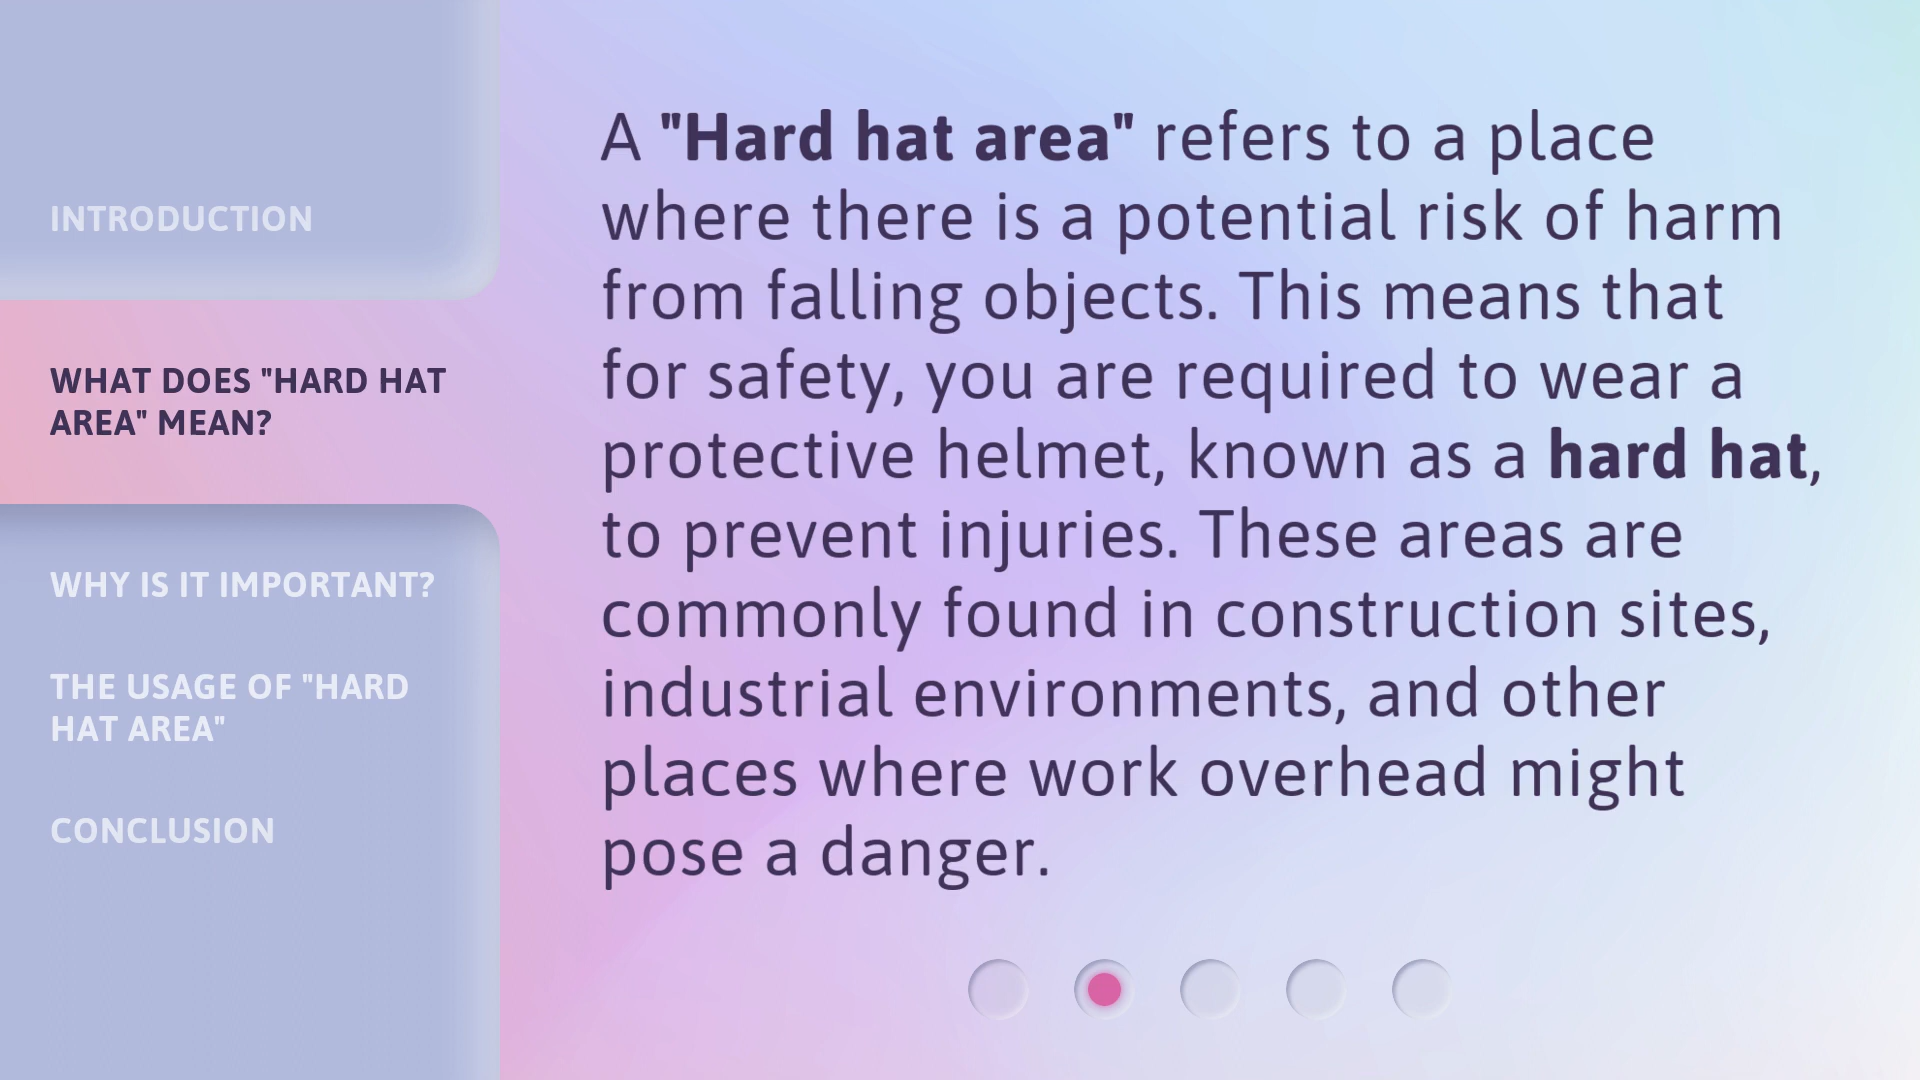 INTRODUCTION
WHAT DOES "HARD HAT
AREA" MEAN?
WHY IS IT IMPORTANT?
THE USAGE OF "HARD
HAT AREA"
CONCLUSION
A "Hard hat area" refers to a place
where there is a potential risk of harm
from falling objects. This means that
for safety, you are required to wear a
protective helmet, known as a hard hat,
to prevent injuries. These areas are
commonly found in construction sites,
industrial environments, and other
places where work overhead might
pose a danger.